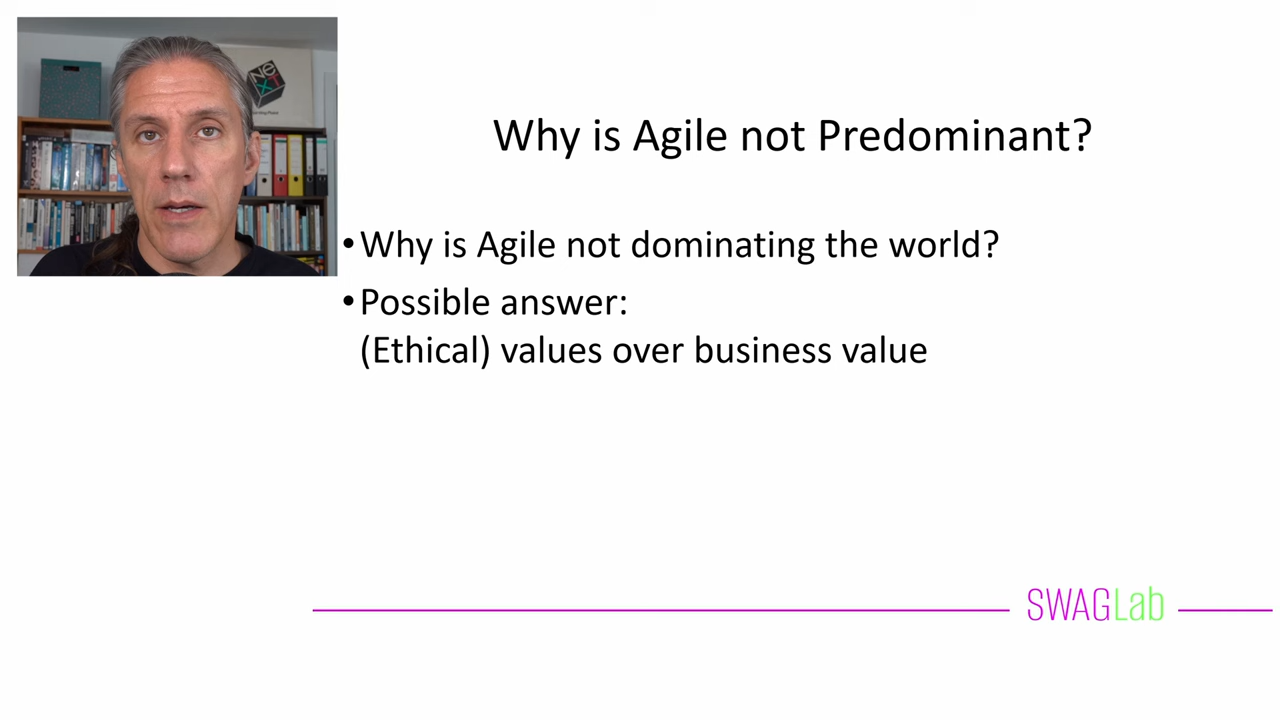 NeXT
Why is Agile not Predominant?
•Why is Agile not dominating the world?
•Possible answer:
(Ethical) values over business value
SWAGLab